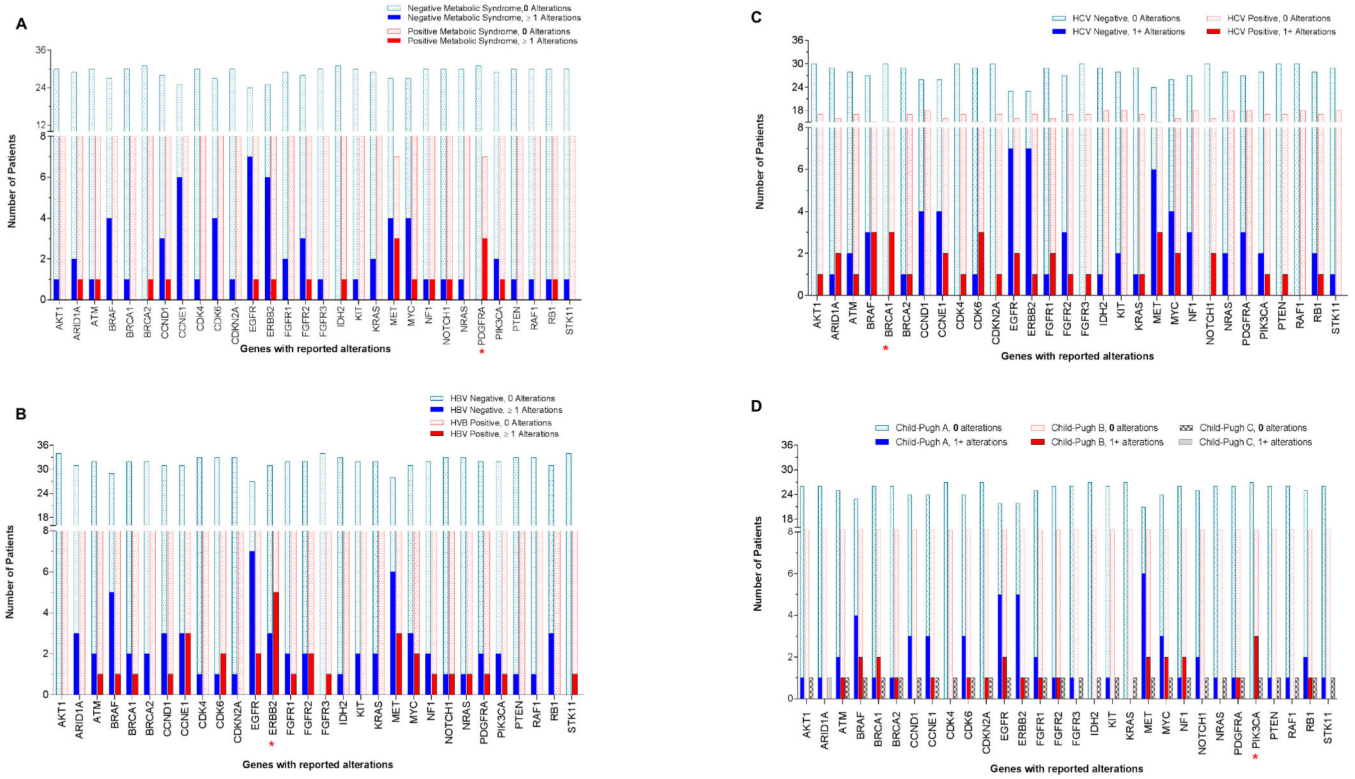 A
Negative Metabolic Syndrome, 0 Alterations
Negative Metabolic Syndrome, ≥ 1 Alterations
Positive Metabolic Syndrome, 0 Alterations
Positive Metabolic Syndrome, ≥ 1 Alterations
Number of Patients
36
24
12
8
6
4
2
0
AKT1 ARID1A ATM BRAF BRCA1 BRCA2 CCND1 CCNE1 CDK4 CDK6 CDKN2A EGFR ERBB2 FGFR1 FGFR2 FGFR3 IDH2 KIT KRAS MET MYC NF1 NOTCH1 NRAS PDGFRA PIK3CA PTEN RAF1 RB1 STK11
*
Genes with reported alterations
B
HBV Negative, 0 Alterations
HBV Negative, ≥ 1 Alterations
HVB Positive, 0 Alterations
HBV Positive, ≥ 1 Alterations
Number of Patients
36
30
24
18
8
6
4
2
0
AKT1 ARID1A ATM BRAF BRCA1 BRCA2 CCND1 CCNE1 CDK4 CDK6 CDKN2A EGFR ERBB2 FGFR1 FGFR2 FGFR3 IDH2 KIT KRAS MET MYC NF1 NOTCH1 NRAS PDGFRA PIK3CA PTEN RAF1 RB1 STK11
*
Genes with reported alterations
C
HCV Negative, 0 Alterations HCV Positive, 0 Alterations
HCV Negative, 1+ Alterations HCV Positive, 1+ Alterations
Number of Patients
36
30
24
18
8
6
4
2
0
AKT1 ARID1A ATM BRAF BRCA1 BRCA2 CCND1 CCNE1 CDK4 CDK6 CDKN2A EGFR ERBB2 FGFR1 FGFR2 FGFR3 IDH2 KIT KRAS MET MYC NF1 NOTCH1 NRAS PDGFRA PIK3CA PTEN RAF1 RB1 STK11
*
Genes with reported alterations
D
Child-Pugh A, 0 alterations Child-Pugh B, 0 alterations Child-Pugh C, 0 alterations
Child-Pugh A, 1+ alterations Child-Pugh B, 1+ alterations Child-Pugh C, 1+ alterations
Number of Patients
36
30
24
18
8
6
4
2
0
AKT1 ARID1A ATM BRAF BRCA1 BRCA2 CCND1 CCNE1 CDK4 CDK6 CDKN2A EGFR ERBB2 FGFR1 FGFR2 FGFR3 IDH2 KIT KRAS MET MYC NF1 NOTCH1 NRAS PDGFRA PIK3CA PTEN RAF1 RB1 STK11
*
Genes with reported alterations